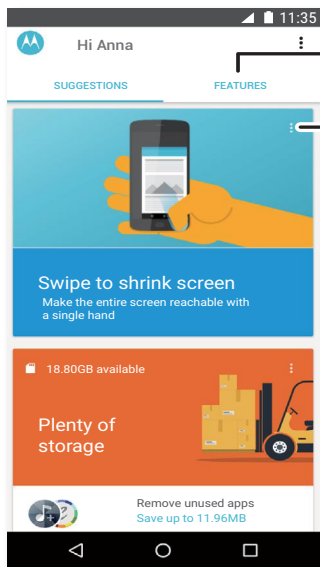 11:35
Hi Anna
SUGGESTIONS
FEATURES
Swipe to shrink screen
Make the entire screen reachable with
a single hand
18.80GB available
Plenty of
storage
Remove unused apps
Save up to 11.96MB